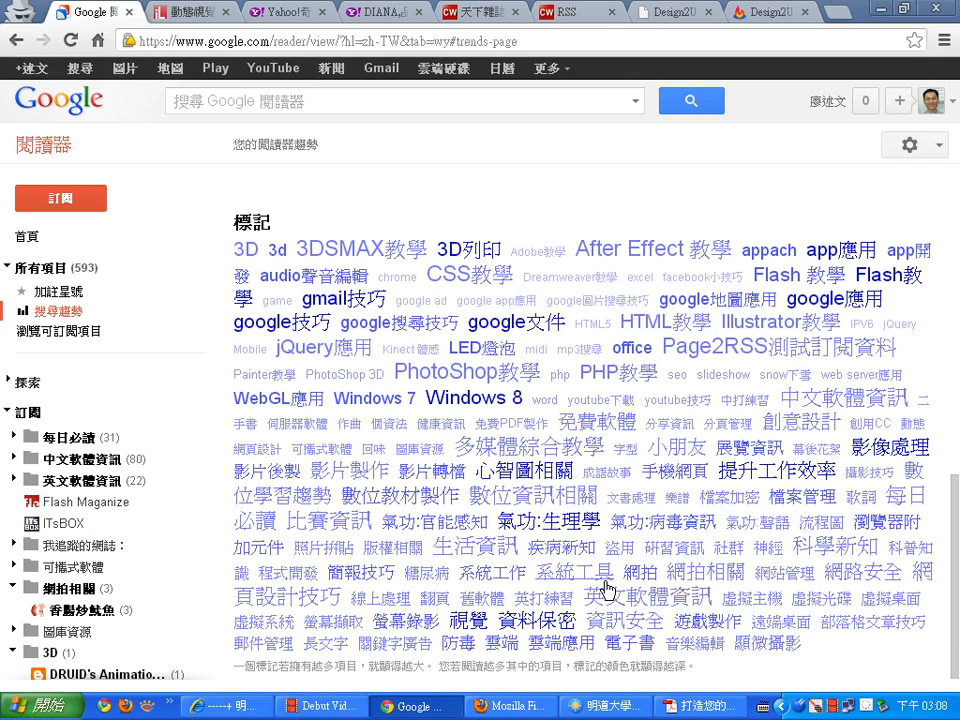 Google 閱
動態視覺
Yahoo!奇
DIANA,品
天下雜誌
RSS
Design2U
Design2U
https://www.google.com/reader/view/?hl=zh-TW&tab=wy#trends-page
+述文 搜尋 圖片 地圖 Play YouTube 新聞 Gmail 雲端硬碟 日曆 更多
Google
搜尋 Google 閱讀器
廖述文 0 +
閱讀器
您的閱讀器趨勢
訂閱
首頁
所有項目 (593)
加註星號
搜尋趨勢
瀏覽可訂閱項目
探索
訂閱
每日必讀 (31)
中文軟體資訊 (80)
英文軟體資訊 (22)
Flash Maganize
ITsBOX
我追蹤的網誌：
可攜式軟體
網拍相關 (3)
香酥炒魷魚 (3)
圖庫資源
3D (1)
DRUID's Animatio... (1)
標記
3D 3d 3DSMAX教學 3D列印 Adobe教學 After Effect 教學 appach app應用 app開
發 audio聲音編輯 chrome CSS教學 Dreamweaver教學 excel facebook小技巧 Flash 教學 Flash教
學 game gmail技巧 google ad google app應用 google圖片搜尋技巧 google地圖應用 google應用
google技巧 google搜尋技巧 google文件 HTML5 HTML教學 Illustrator教學 IPV6 jQuery
Mobile jQuery應用 Kinect體感 LED燈泡 midi mp3搜尋 office Page2RSS測試訂閱資料
Painter教學 PhotoShop 3D PhotoShop教學 php PHP教學 seo slideshow snow下雪 web server應用
WebGL應用 Windows 7 Windows 8 word youtube下載 youtube技巧 中打練習 中文軟體資訊 二
手書 伺服器軟體 作曲 個資法 健康資訊 免費PDF製作 免費軟體 分享資訊 分頁管理 創意設計 創用CC 動態
網頁設計 可攜式軟體 回味 圖庫資源 多媒體綜合教學 字型 小朋友 展覽資訊 幕後花絮 影像處理
影片後製 影片製作 影片轉檔 心智圖相關 成語故事 手機網頁 提升工作效率 攝影技巧 數
位學習趨勢 數位教材製作 數位資訊相關 文書處理 樂譜 檔案加密 檔案管理 歌詞 每日
必讀 比賽資訊 氣功:官能感知 氣功:生理學 氣功:病毒資訊 氣功:聲語 流程圖 瀏覽器附
加元件 照片拼貼 版權相關 生活資訊 疾病新知 盜用 研習資訊 社群 神經 科學新知 科普知
識 程式開發 簡報技巧 糖尿病 系統工作 系統工具 網拍 網拍相關 網站管理 網路安全 網
頁設計技巧 線上處理 翻頁 舊軟體 英打練習 英文軟體資訊 虛擬主機 虛擬光碟 虛擬桌面
虛擬系統 螢幕擷取 螢幕錄影 視覺 資料保密 資訊安全 遊戲製作 遠端桌面 部落格文章技巧
郵件管理 長文字 關鍵字廣告 防毒 雲端 雲端應用 電子書 音樂編輯 顯微攝影
一個標記若擁有越多項目，就顯得越大。 您若閱讀越多其中的項目，標記的顏色就顯得越深。
開始
-----+ 明...
Debut Vid...
Google ...
Mozilla Fi...
明道大學...
打造您的...
下午 03:08